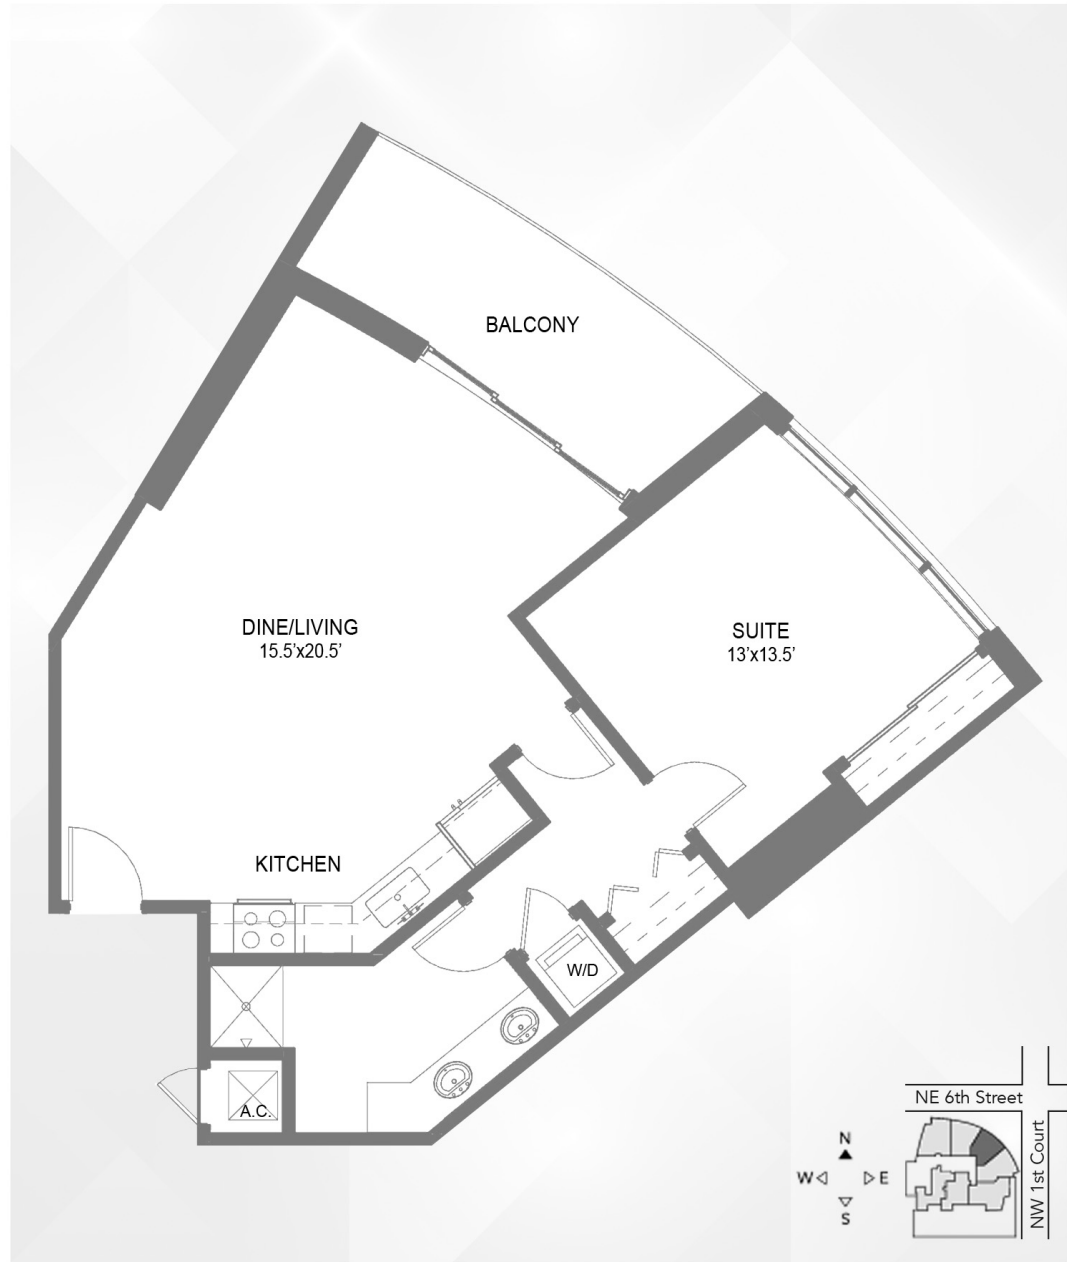 BALCONY
DINE/LIVING
15.5'x20.5'
SUITE
13'x13.5'
KITCHEN
W/D
A.C.
NE 6th Street
NW 1st Court
N
W E
S